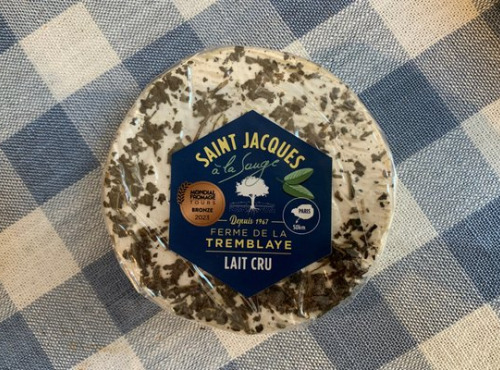 SAINT JACQUES
à la Sauge
MONDIAL
FROMAGE
TOURS
BRONZE
2023
PARIS
50km
Depuis 1967
FERME DE LA
TREMBLAYE
LAIT CRU